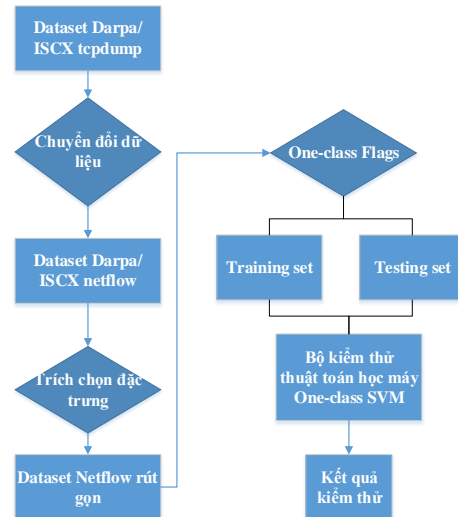 Dataset Darpa/
ISCX tcpdump
Chuyển đổi dữ
liệu
Dataset Darpa/
ISCX netflow
Trích chọn đặc
trưng
Dataset Netflow rút
gọn
One-class Flags
Training set
Testing set
Bộ kiểm thử
thuật toán học máy
One-class SVM
Kết quả
kiểm thử